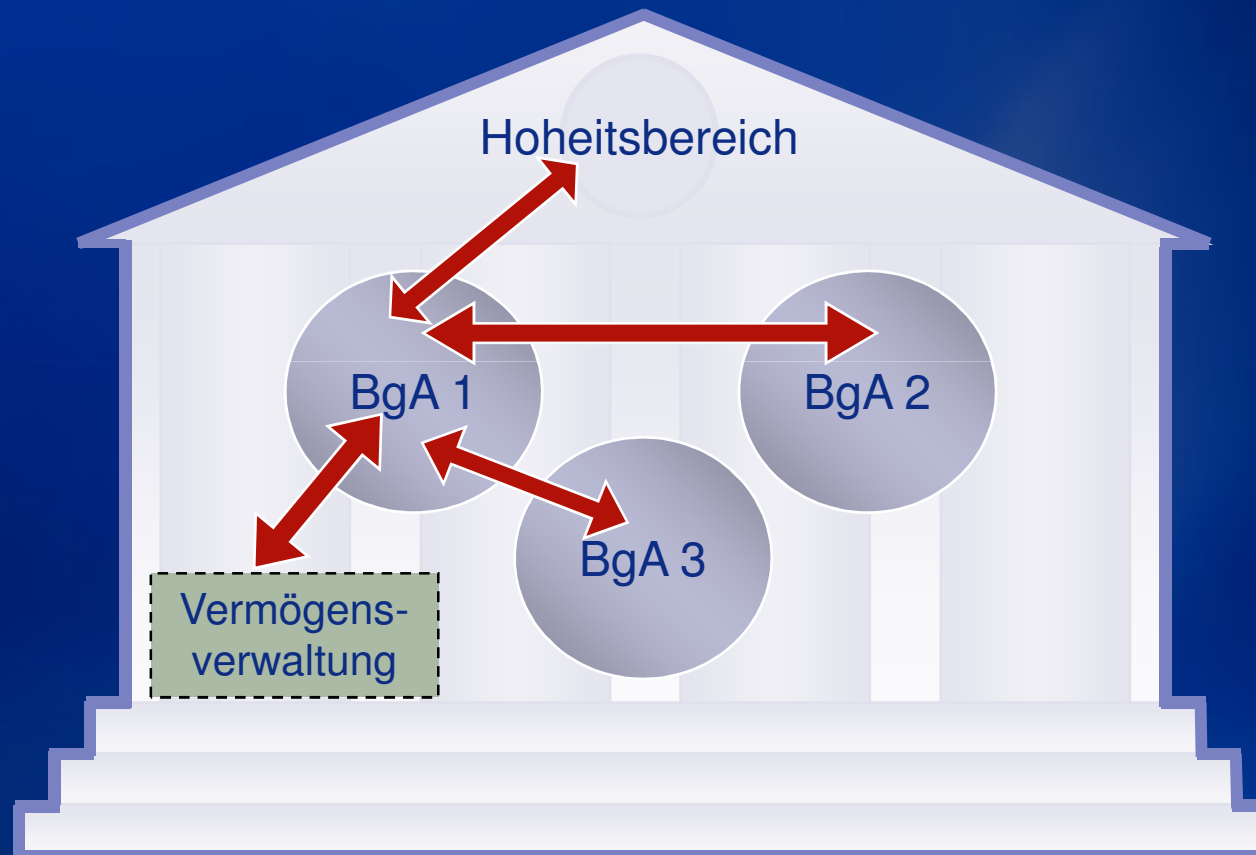 Hoheitsbereich
BgA 1
BgA 2
BgA 3
Vermögens-
verwaltung